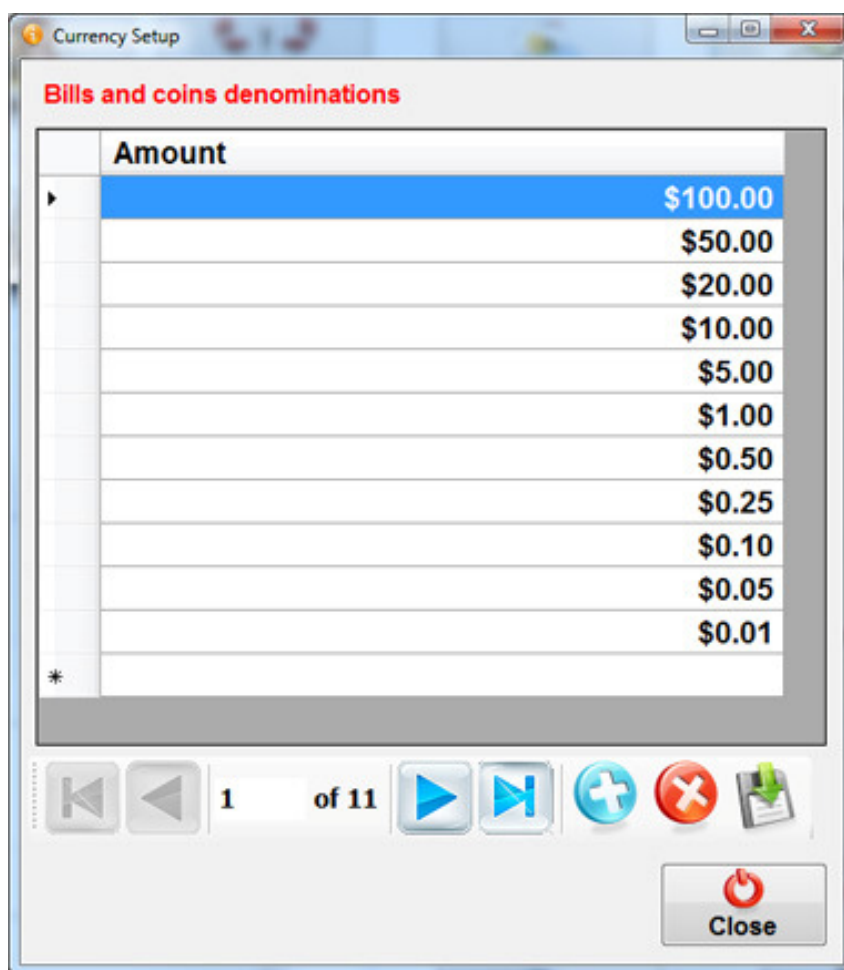 Currency Setup
Bills and coins denominations
Amount
$100.00
$50.00
$20.00
$10.00
$5.00
$1.00
$0.50
$0.25
$0.10
$0.05
$0.01
*
1 of 11
Close